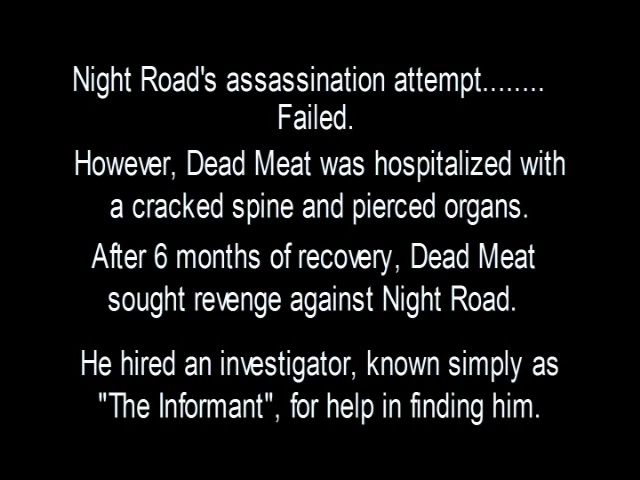 Night Road's assassination attempt........
Failed.
However, Dead Meat was hospitalized with
a cracked spine and pierced organs.
After 6 months of recovery, Dead Meat
sought revenge against Night Road.
He hired an investigator, known simply as
"The Informant", for help in finding him.